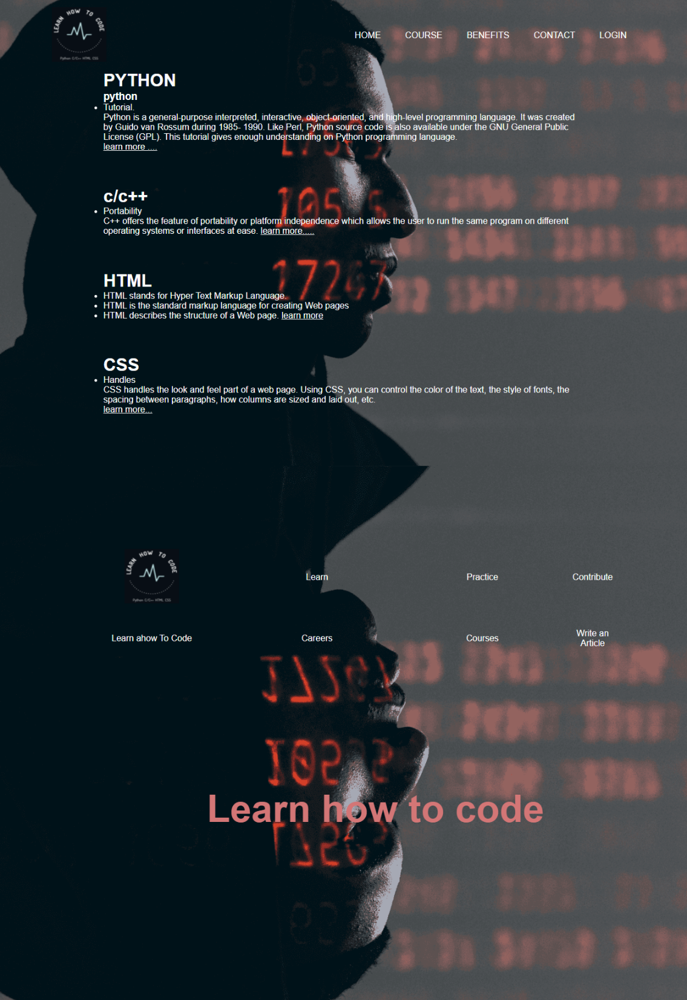 LEARN HOW TO CODE
Python C/C++ HTML CSS
HOME COURSE BENEFITS CONTACT LOGIN
PYTHON
python
Tutorial.
Python is a general-purpose interpreted, interactive, object-oriented, and high-level programming language. It was created
by Guido van Rossum during 1985- 1990. Like Perl, Python source code is also available under the GNU General Public
License (GPL). This tutorial gives enough understanding on Python programming language.
learn more ....
c/c++
Portability
C++ offers the feature of portability or platform independence which allows the user to run the same program on different
operating systems or interfaces at ease. learn more.....
HTML
HTML stands for Hyper Text Markup Language.
HTML is the standard markup language for creating Web pages
HTML describes the structure of a Web page. learn more
CSS
Handles
CSS handles the look and feel part of a web page. Using CSS, you can control the color of the text, the style of fonts, the
spacing between paragraphs, how columns are sized and laid out, etc.
learn more...
LEARN HOW TO CODE
Python C/C++ HTML CSS
Learn Practice Contribute
Learn ahow To Code Careers Courses Write an
Article
Learn how to code